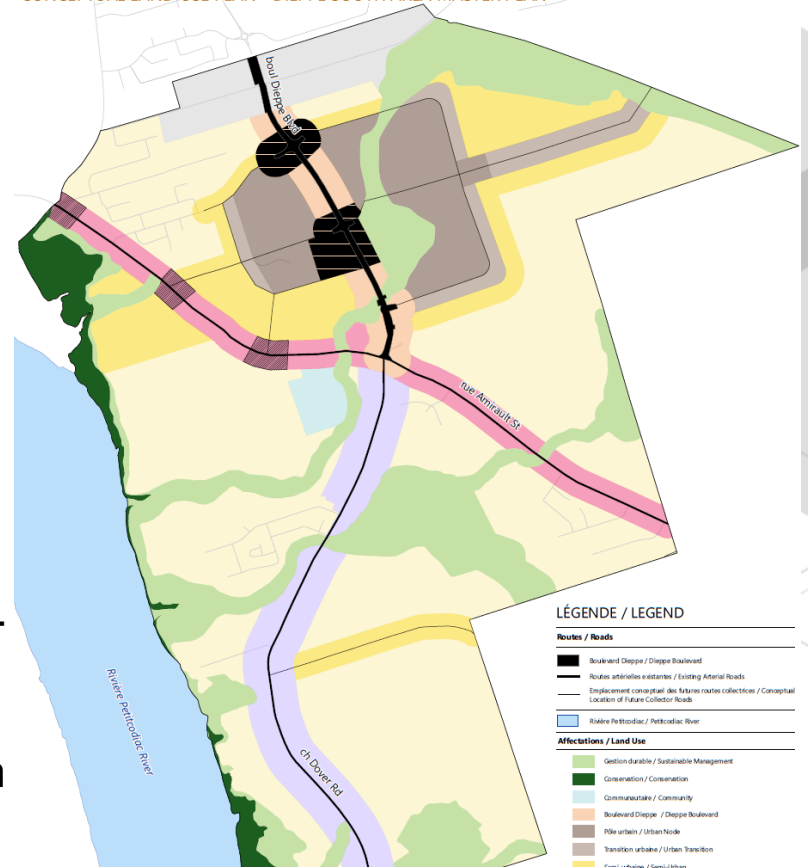 boul Dieppe Blvd
rue Amirault St
Rivière Petitcodiac River
ch Dover Rd
LÉGENDE / LEGEND
Routes / Roads
Boulevard Dieppe / Dieppe Boulevard
Routes artérielles existantes / Existing Arterial Roads
Emplacement conceptuel des futures routes collectrices / Conceptual
Location of Future Collector Roads
Rivière Petitcodiac / Petitcodiac River
Affectations / Land Use
Gestion durable / Sustainable Management
Conservation / Conservation
Communautaire / Community
Boulevard Dieppe / Dieppe Boulevard
Pôle urbain / Urban Node
Transition urbaine / Urban Transition